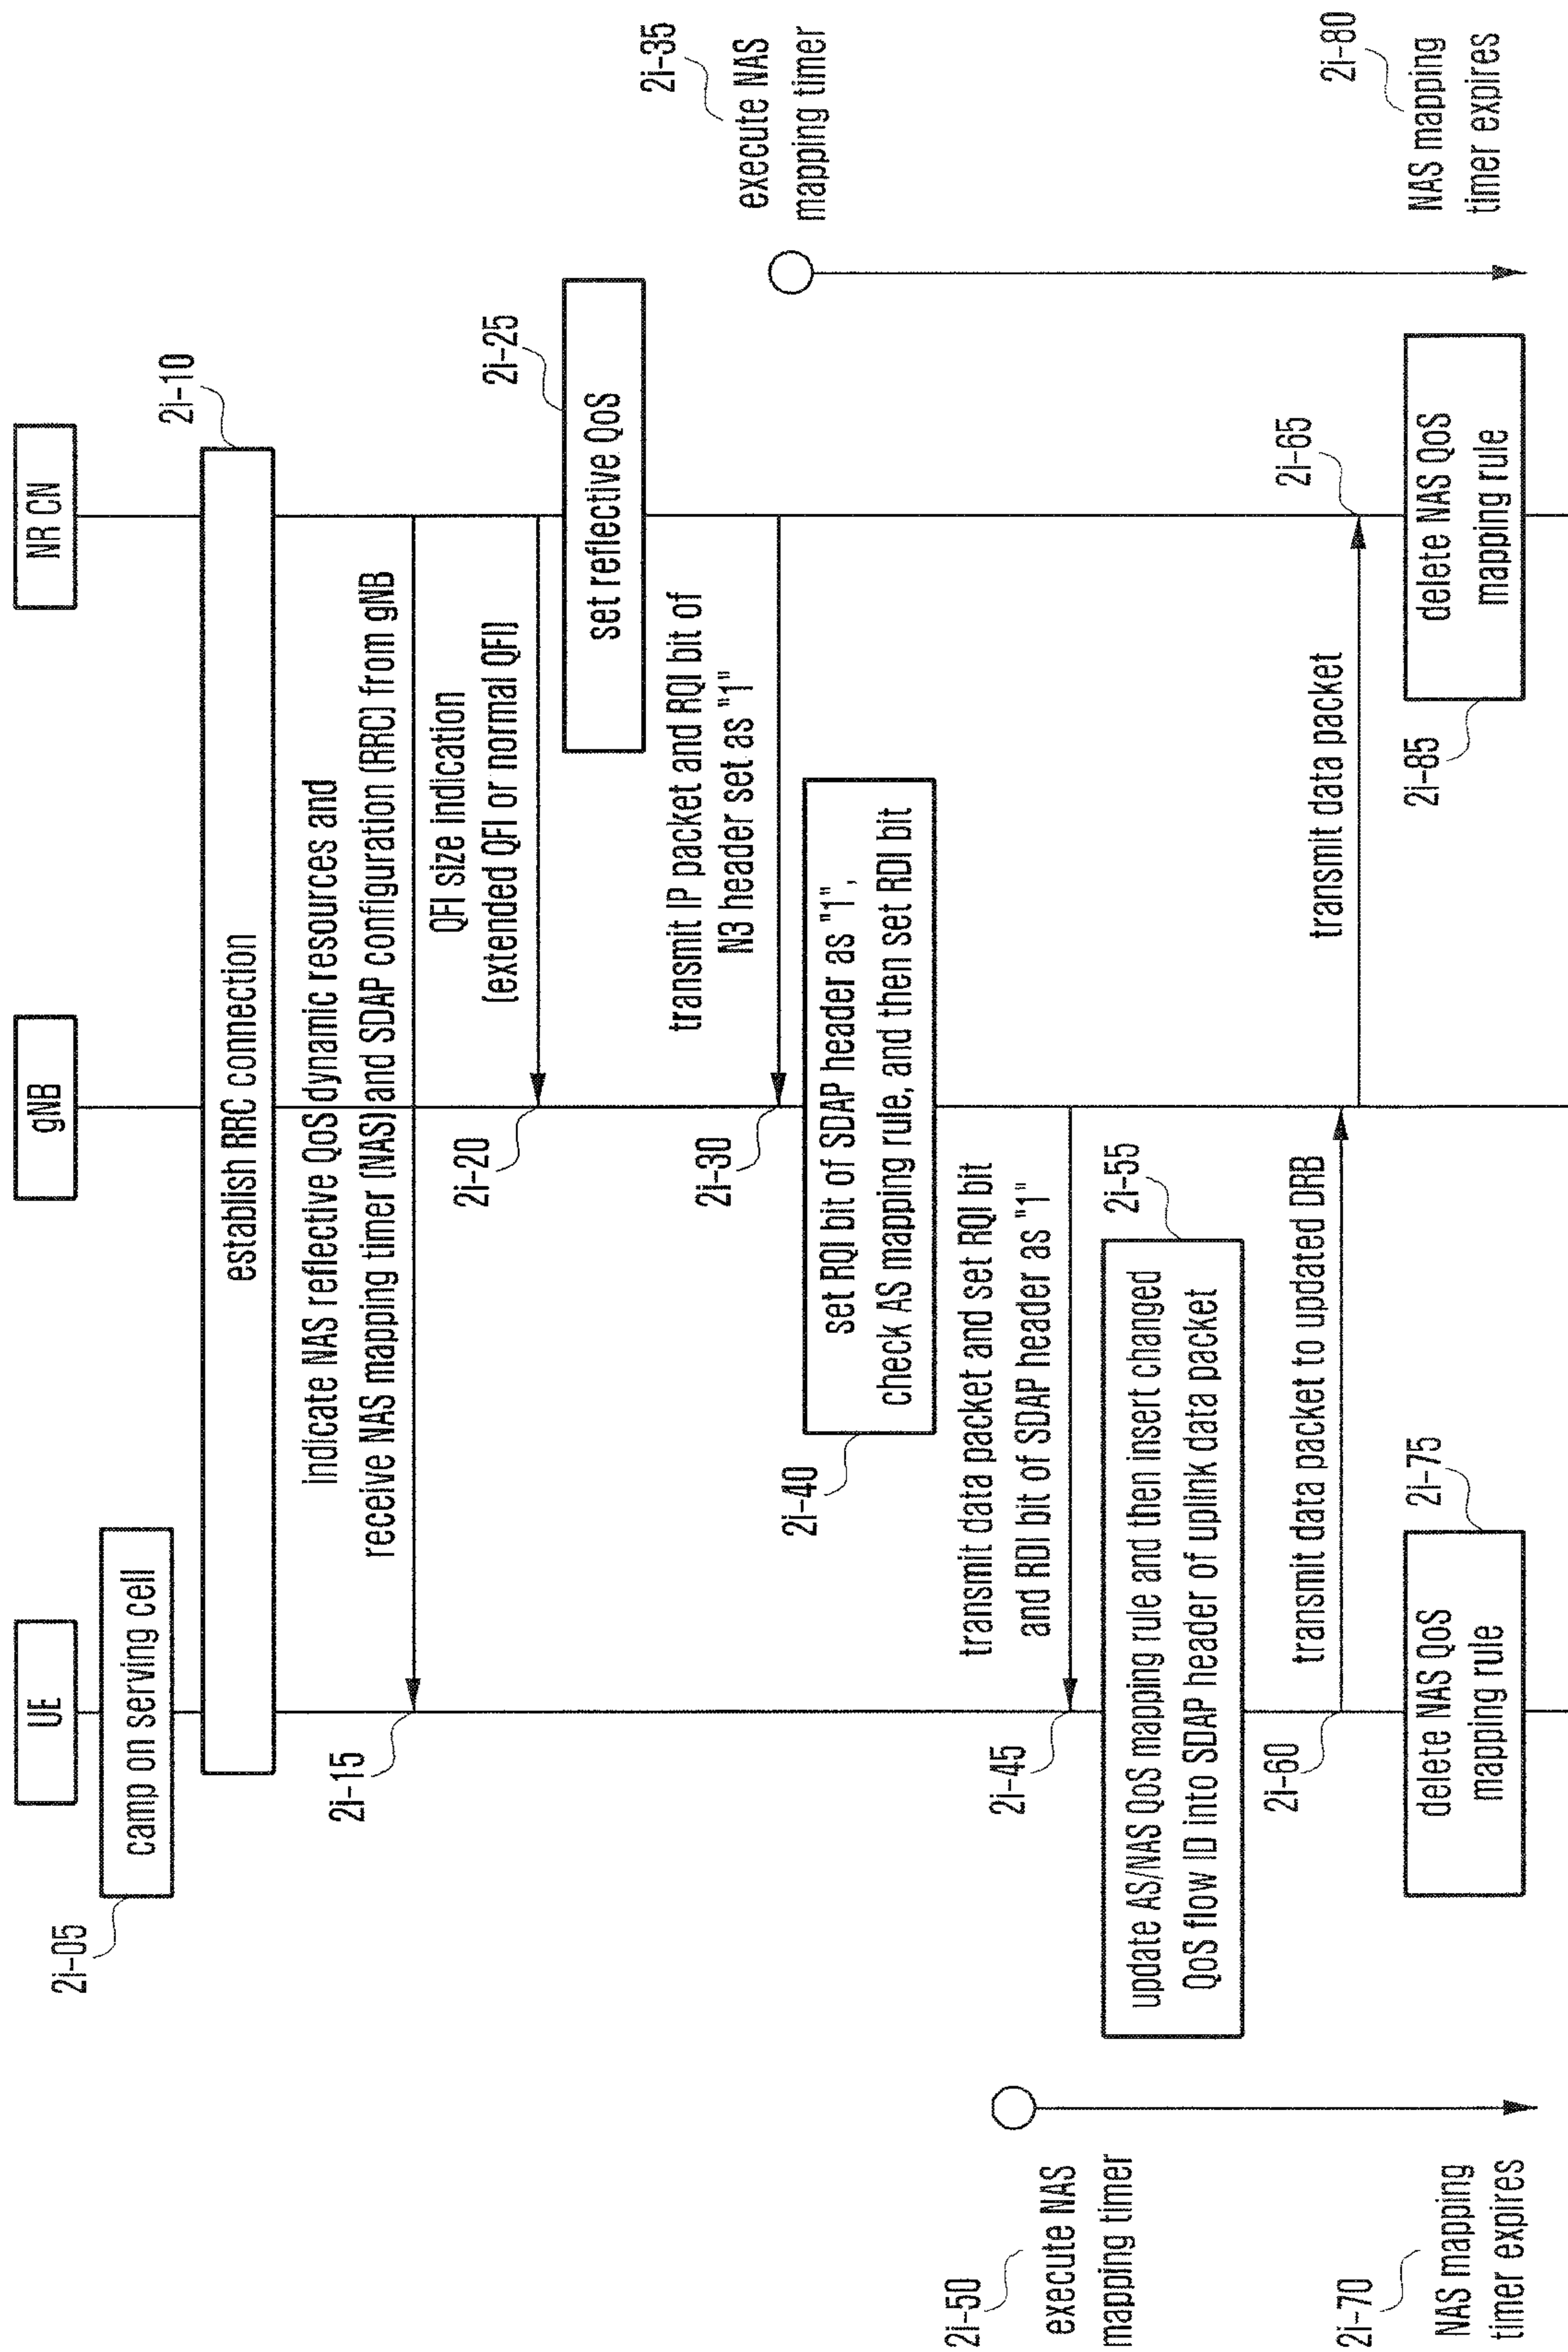 UE
gNB
NR CN
2i-05
camp on serving cell
2i-10
establish RRC connection
indicate NAS reflective QoS dynamic resources and
receive NAS mapping timer (NAS) and SDAP configuration (RRC) from gNB
2i-15
QFI size indication
(extended QFI or normal QFI)
2i-20
2i-25
set reflective QoS
transmit IP packet and RQI bit of
N3 header set as "1"
2i-30
2i-35
execute NAS
mapping timer
set RQI bit of SDAP header as "1",
check AS mapping rule, and then set RDI bit
2i-40
transmit data packet and set RQI bit
and RDI bit of SDAP header as "1"
2i-45
2i-50
execute NAS
mapping timer
2i-55
update AS/NAS QoS mapping rule and then insert changed
QoS flow ID into SDAP header of uplink data packet
transmit data packet to updated DRB
2i-60
transmit data packet
2i-65
2i-70
NAS mapping
timer expires
2i-75
delete NAS QoS
mapping rule
2i-80
NAS mapping
timer expires
delete NAS QoS
mapping rule
2i-85